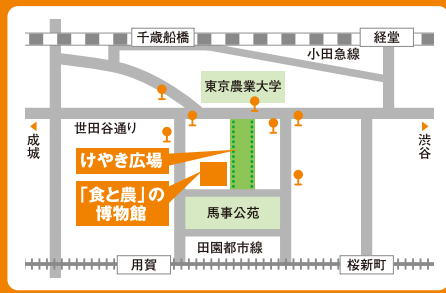 千歳船橋
経堂
小田急線
東京農業大学
世田谷通り
成城
渋谷
けやき広場
「食と農」の
博物館
馬事公苑
田園都市線
用賀
桜新町